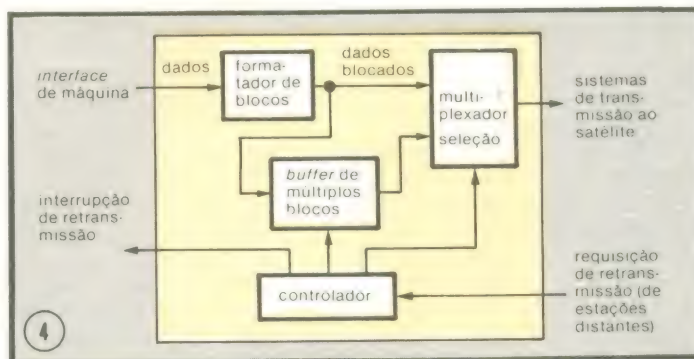 interface
de máquina
dados
forma-
tador de
blocos
dados
blocados
multi-
plexador
seleção
sistemas
de trans-
missão ao
satélite
buffer de
múltiplos
blocos
interrupção
de retrans-
missão
controlador
requisição
de retrans-
missão (de
estações
distantes)
4